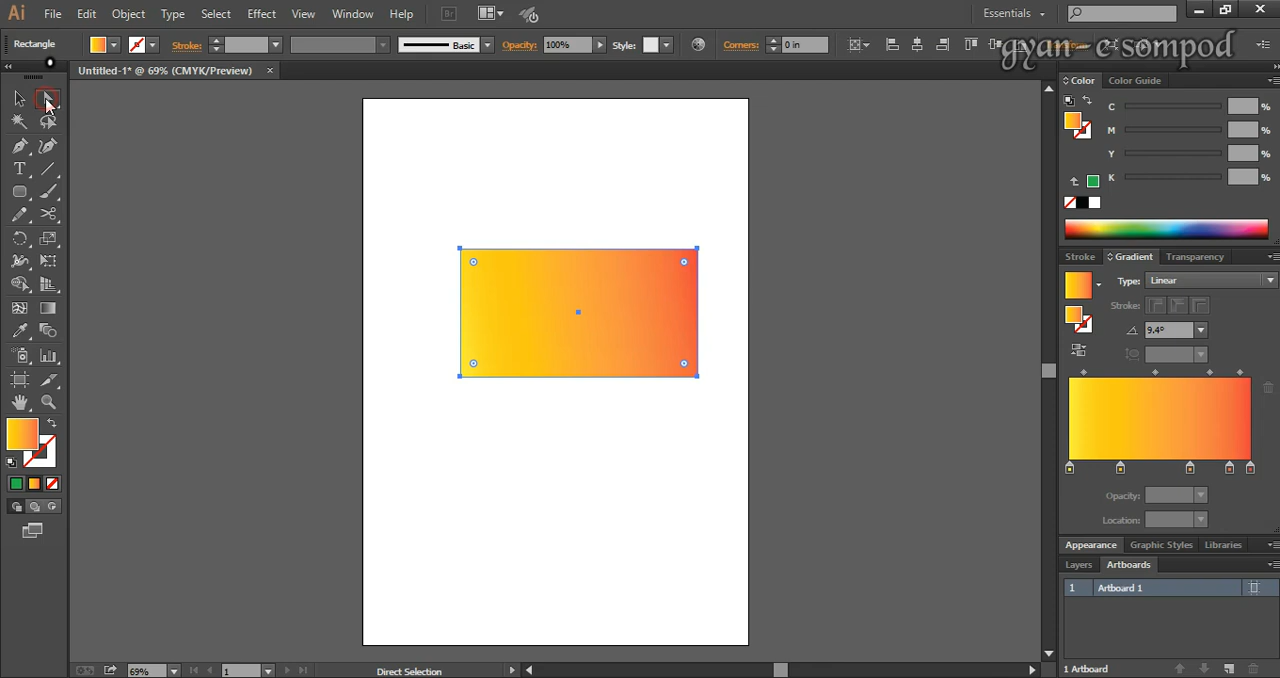 Ai File Edit Object Type Select Effect View Window Help Br Essentials
Rectangle Stroke: Basic Opacity: 100% Style: Corners: 0 in
gyan-e sompod
Untitled-1* @ 69% (CMYK/Preview) ×
Color Color Guide
C %
M %
Y %
K %
Stroke Gradient Transparency
Type: Linear
Stroke:
9.4°
Opacity:
Location:
Appearance Graphic Styles Libraries
Layers Artboards
1 Artboard 1
69% 1 Direct Selection
1 Artboard